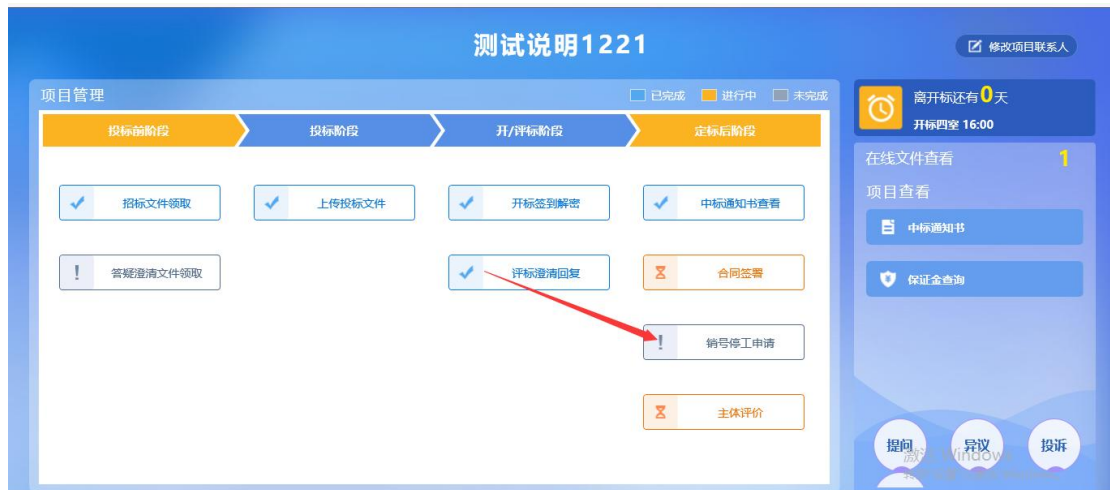 测试说明1221
修改项目联系人
项目管理
已完成 进行中 未完成
投标前阶段 投标阶段 开/评标阶段 定标后阶段
招标文件领取 上传投标文件 开标签到解密 中标通知书查看
! 答疑澄清文件领取 评标澄清回复 合同签署
! 销号停工申请
主体评价
离开标还有0天
开标四室 16:00
在线文件查看 1
项目查看
中标通知书
保证金查询
提问 异议 投诉
激活 Windows